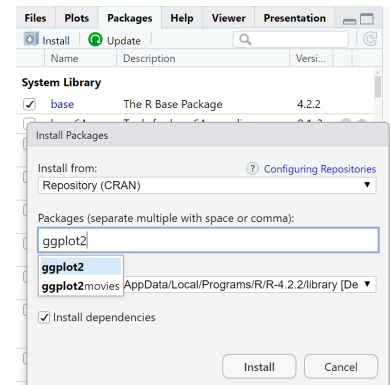 Files Plots Packages Help Viewer Presentation
Install Update
Name Description Versi...
System Library
base The R Base Package 4.2.2
Install Packages
Install from: ? Configuring Repositories
Repository (CRAN)
Packages (separate multiple with space or comma):
ggplot2
ggplot2
ggplot2movies AppData/Local/Programs/R/R-4.2.2/library [De
Install dependencies
Install Cancel